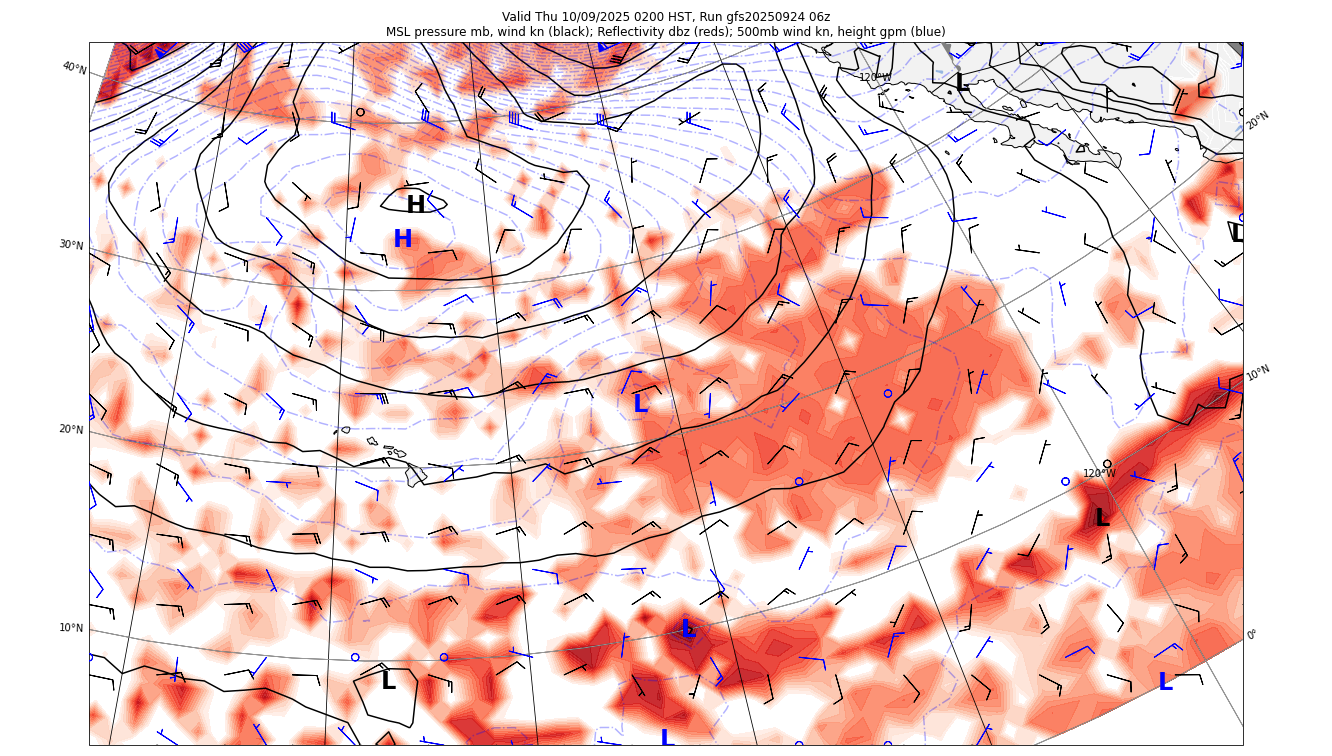 Valid Thu 10/09/2025 0200 HST, Run gfs20250924 06z
MSL pressure mb, wind kn (black); Reflectivity dbz (reds); 500mb wind kn, height gpm (blue)
40°N
120°W
L
20°N
H
30°N
H
L
10°N
L
20°N
120°W
L
10°N
L
0°
L
L
L